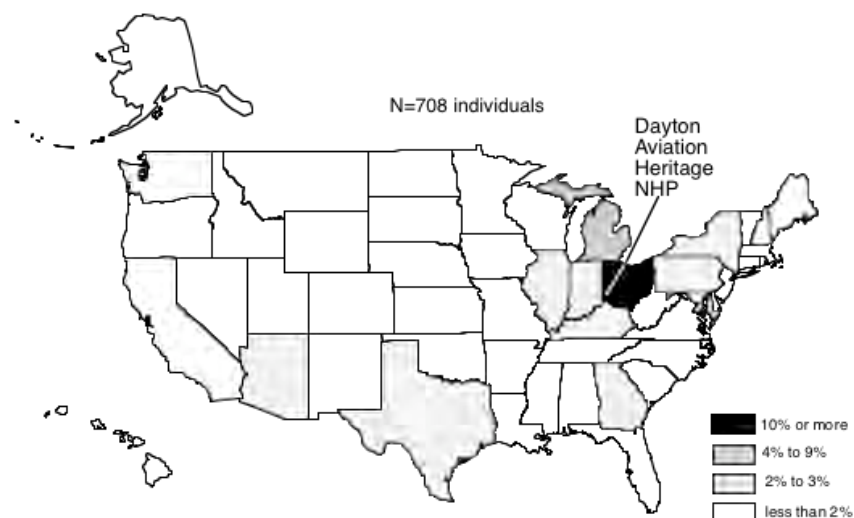 N=708 individuals
Dayton
Aviation
Heritage
NHP
10% or more
4% to 9%
2% to 3%
less than 2%